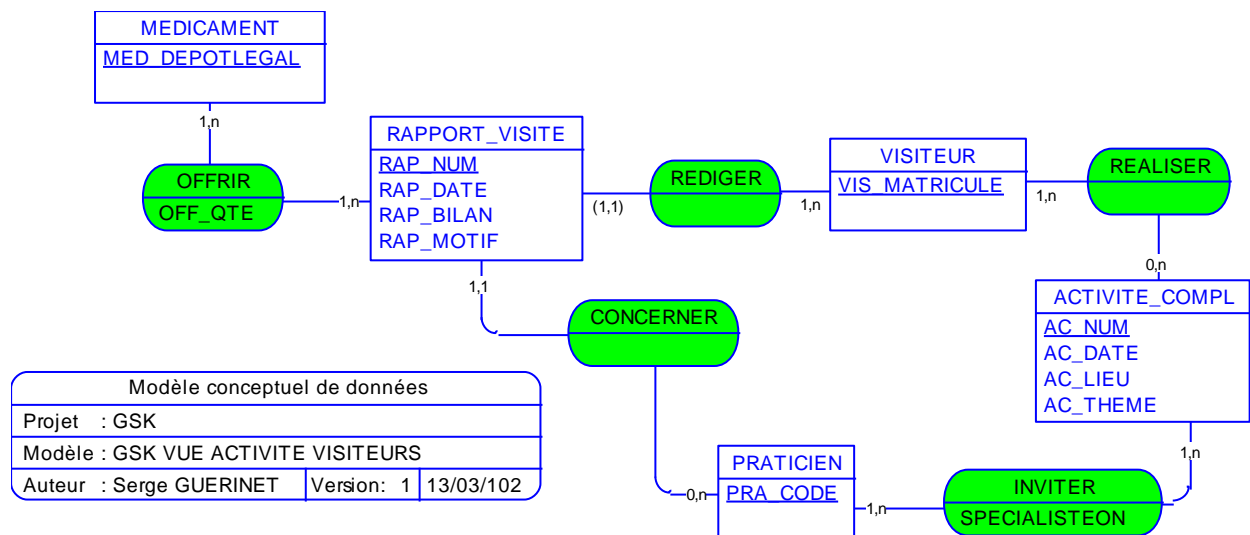 MEDICAMENT
MED_DEPOTLEGAL
1,n
OFFRIR
OFF_QTE
1,n
RAPPORT_VISITE
RAP_NUM
RAP_DATE
RAP_BILAN
RAP_MOTIF
(1,1)
REDIGER
1,n
VISITEUR
VIS_MATRICULE
1,n
REALISER
0,n
ACTIVITE_COMPL
AC_NUM
AC_DATE
AC_LIEU
AC_THEME
1,n
1,1
CONCERNER
0,n
PRATICIEN
PRA_CODE
1,n
INVITER
SPECIALISTEON
Modèle conceptuel de données
Projet : GSK
Modèle : GSK VUE ACTIVITE VISITEURS
Auteur : Serge GUERINET Version: 1 13/03/102